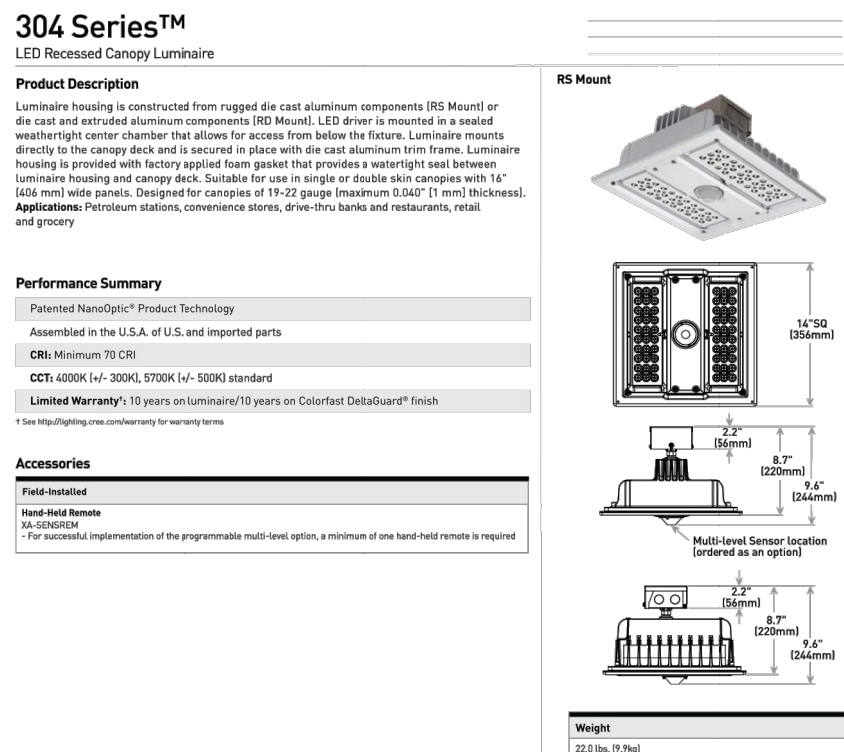 304 Series™
LED Recessed Canopy Luminaire
Product Description
Luminaire housing is constructed from rugged die cast aluminum components (RS Mount) or
die cast and extruded aluminum components (RD Mount). LED driver is mounted in a sealed
weathertight center chamber that allows for access from below the fixture. Luminaire mounts
directly to the canopy deck and is secured in place with die cast aluminum trim frame. Luminaire
housing is provided with factory applied foam gasket that provides a watertight seal between
luminaire housing and canopy deck. Suitable for use in single or double skin canopies with 16"
(406 mm) wide panels. Designed for canopies of 19-22 gauge (maximum 0.040" [1 mm] thickness).
Applications: Petroleum stations, convenience stores, drive-thru banks and restaurants, retail
and grocery
Performance Summary
Patented NanoOptic® Product Technology
Assembled in the U.S.A. of U.S. and imported parts
CRI: Minimum 70 CRI
CCT: 4000K (+/- 300K), 5700K (+/- 500K) standard
Limited Warranty†: 10 years on luminaire/10 years on Colorfast DeltaGuard® finish
† See http://lighting.cree.com/warranty for warranty terms
Accessories
Field-Installed
Hand-Held Remote
XA-SENSREM
- For successful implementation of the programmable multi-level option, a minimum of one hand-held remote is required
RS Mount
14"SQ
(356mm)
2.2"
(56mm)
8.7"
(220mm)
9.6"
(244mm)
Multi-level Sensor location
(ordered as an option)
2.2"
(56mm)
8.7"
(220mm)
9.6"
(244mm)
Weight
22.0 lbs. (9.9kg)